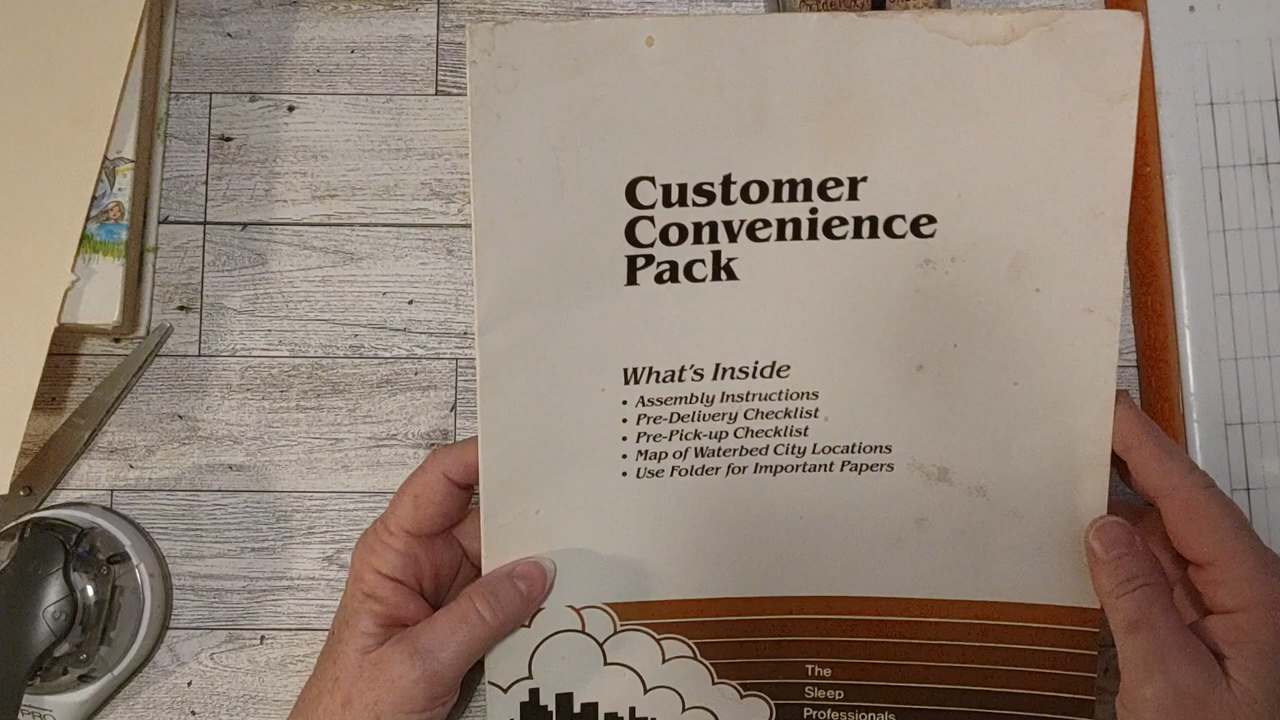 Customer
Convenience
Pack
What's Inside
• Assembly Instructions
• Pre-Delivery Checklist
• Pre-Pick-up Checklist
• Map of Waterbed City Locations
• Use Folder for Important Papers
The
Sleep
Professionals
PRO